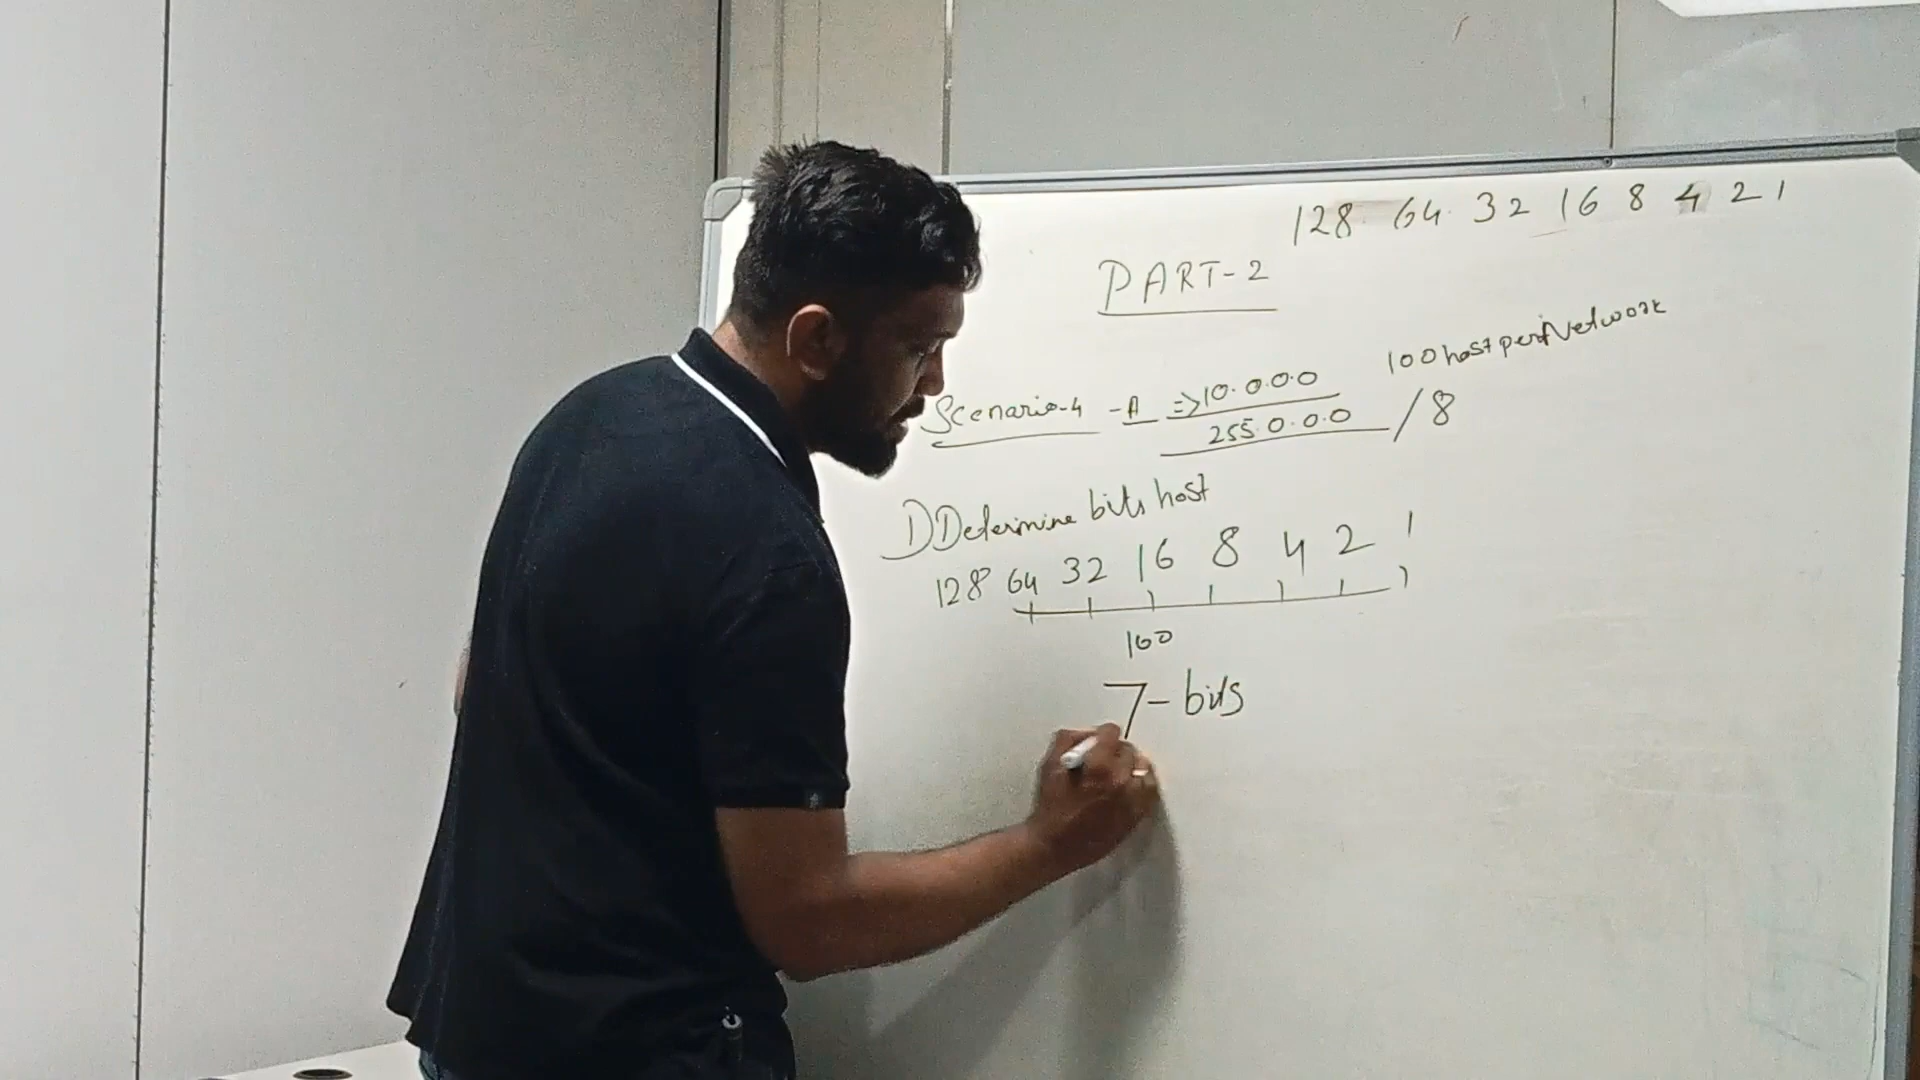 128 64 32 16 8 4 2 1
PART-2
100 host per Network
Scenario-4 -A => 10.0.0.0
255.0.0.0 /8
1) Determine bits host
128 64 32 16 8 4 2 1
100
7-bits